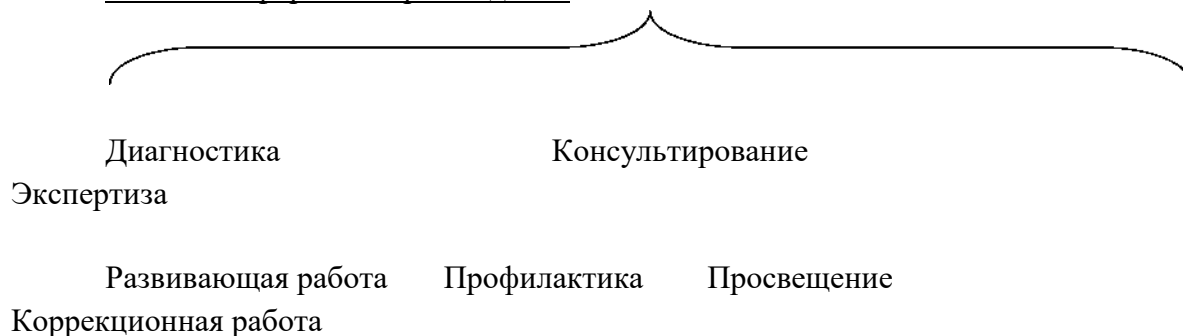 Диагностика Консультирование
Экспертиза
Развивающая работа Профилактика Просвещение
Коррекционная работа